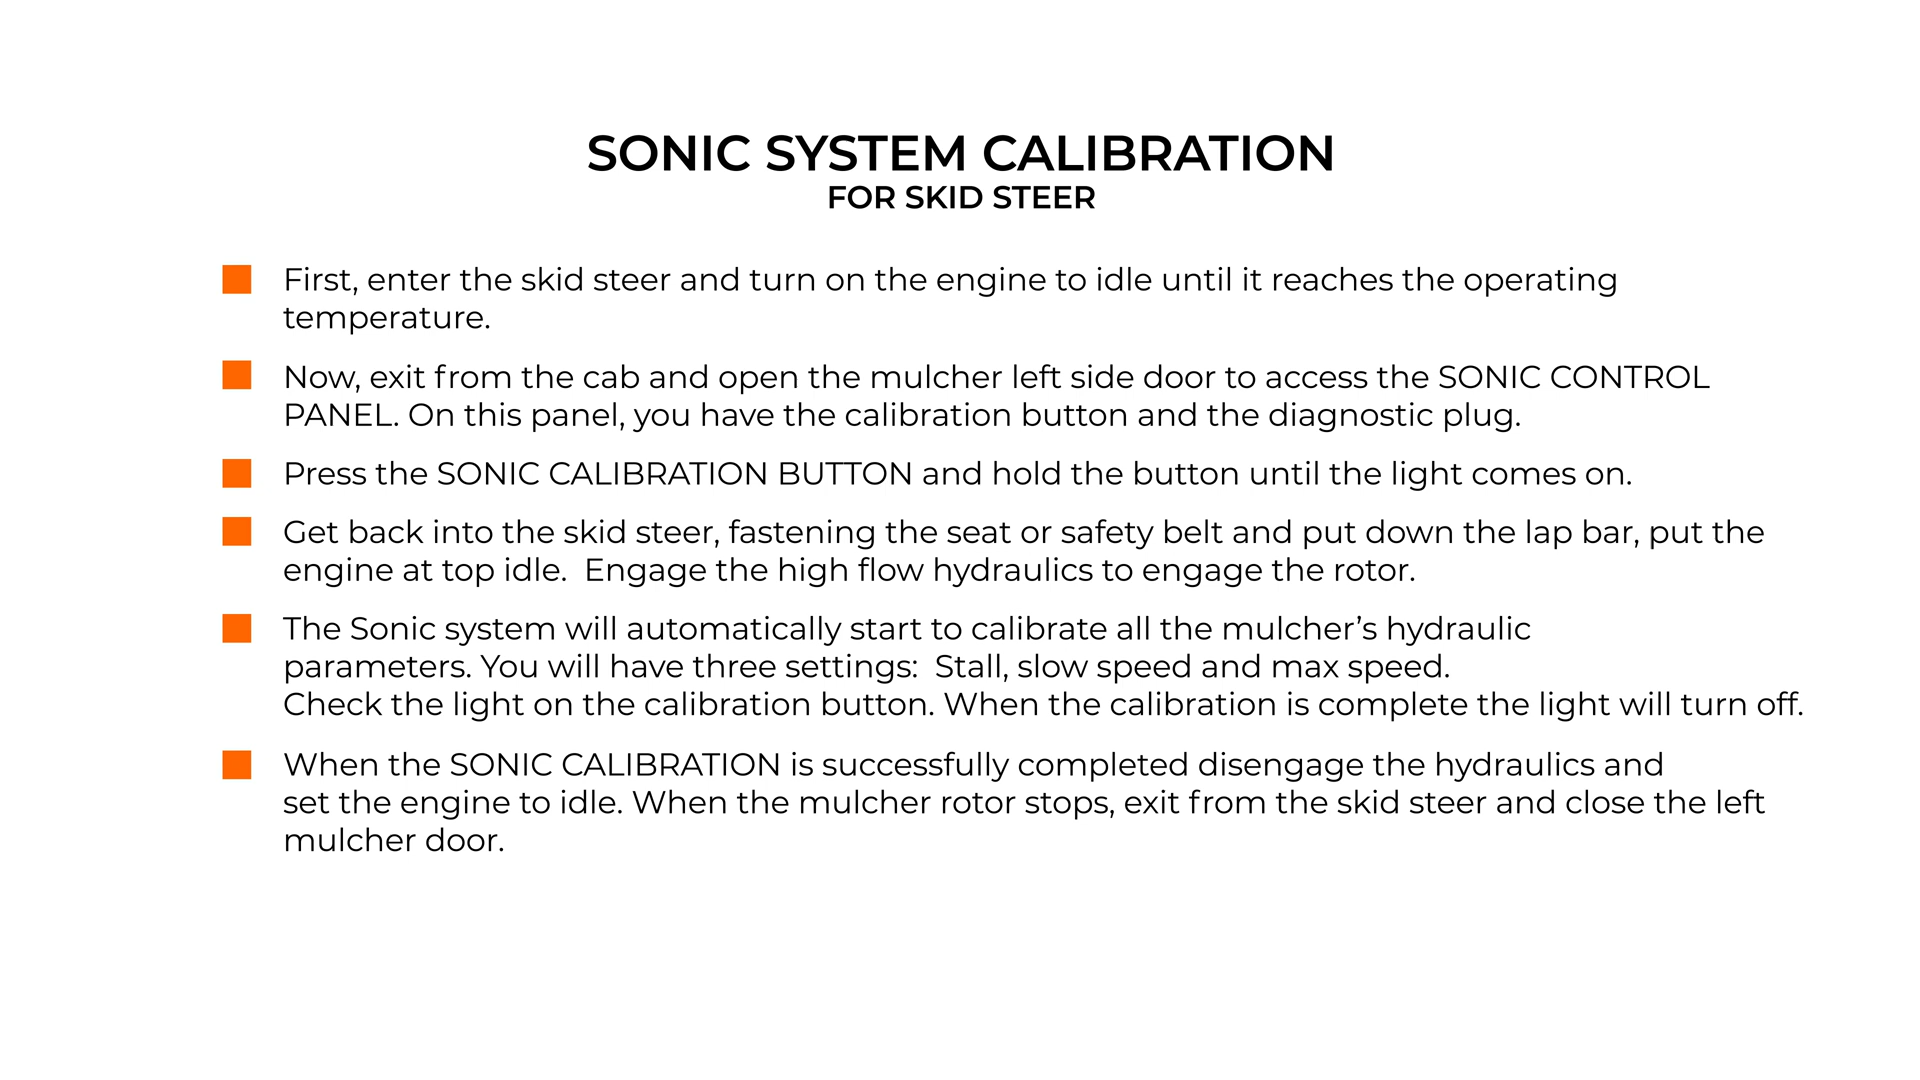 SONIC SYSTEM CALIBRATION
FOR SKID STEER
First, enter the skid steer and turn on the engine to idle until it reaches the operating
temperature.
Now, exit from the cab and open the mulcher left side door to access the SONIC CONTROL
PANEL. On this panel, you have the calibration button and the diagnostic plug.
Press the SONIC CALIBRATION BUTTON and hold the button until the light comes on.
Get back into the skid steer, fastening the seat or safety belt and put down the lap bar, put the
engine at top idle.  Engage the high flow hydraulics to engage the rotor.
The Sonic system will automatically start to calibrate all the mulcher’s hydraulic
parameters. You will have three settings:  Stall, slow speed and max speed.
Check the light on the calibration button. When the calibration is complete the light will turn off.
When the SONIC CALIBRATION is successfully completed disengage the hydraulics and
set the engine to idle. When the mulcher rotor stops, exit from the skid steer and close the left
mulcher door.